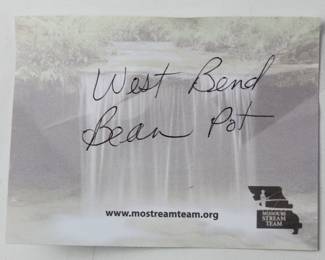 West Bend
Bean Pot
www.mostreamteam.org
MISSOURI
STREAM
TEAM